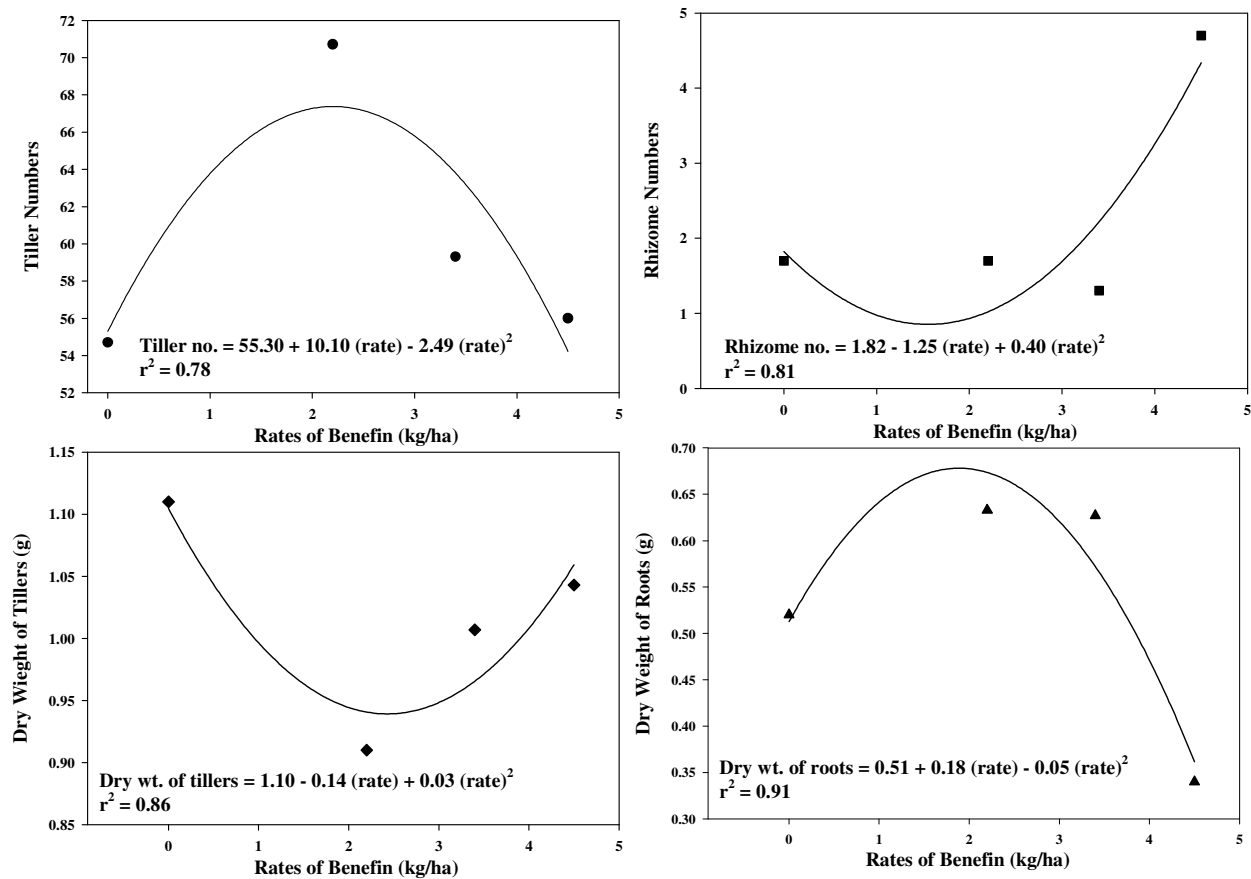 72
70
68
66
64
62
60
58
56
54
52
Tiller Numbers
Tiller no. = 55.30 + 10.10 (rate) - 2.49 (rate)²
r² = 0.78
0 1 2 3 4 5
Rates of Benefin (kg/ha)
5
4
3
2
1
0
Rhizome Numbers
Rhizome no. = 1.82 - 1.25 (rate) + 0.40 (rate)²
r² = 0.81
0 1 2 3 4 5
Rates of Benefin (kg/ha)
1.15
1.10
1.05
1.00
0.95
0.90
0.85
Dry Wieght of Tillers (g)
Dry wt. of tillers = 1.10 - 0.14 (rate) + 0.03 (rate)²
r² = 0.86
0 1 2 3 4 5
Rates of Benefin (kg/ha)
0.70
0.65
0.60
0.55
0.50
0.45
0.40
0.35
0.30
Dry Weight of Roots (g)
Dry wt. of roots = 0.51 + 0.18 (rate) - 0.05 (rate)²
r² = 0.91
0 1 2 3 4 5
Rates of Benefin (kg/ha)